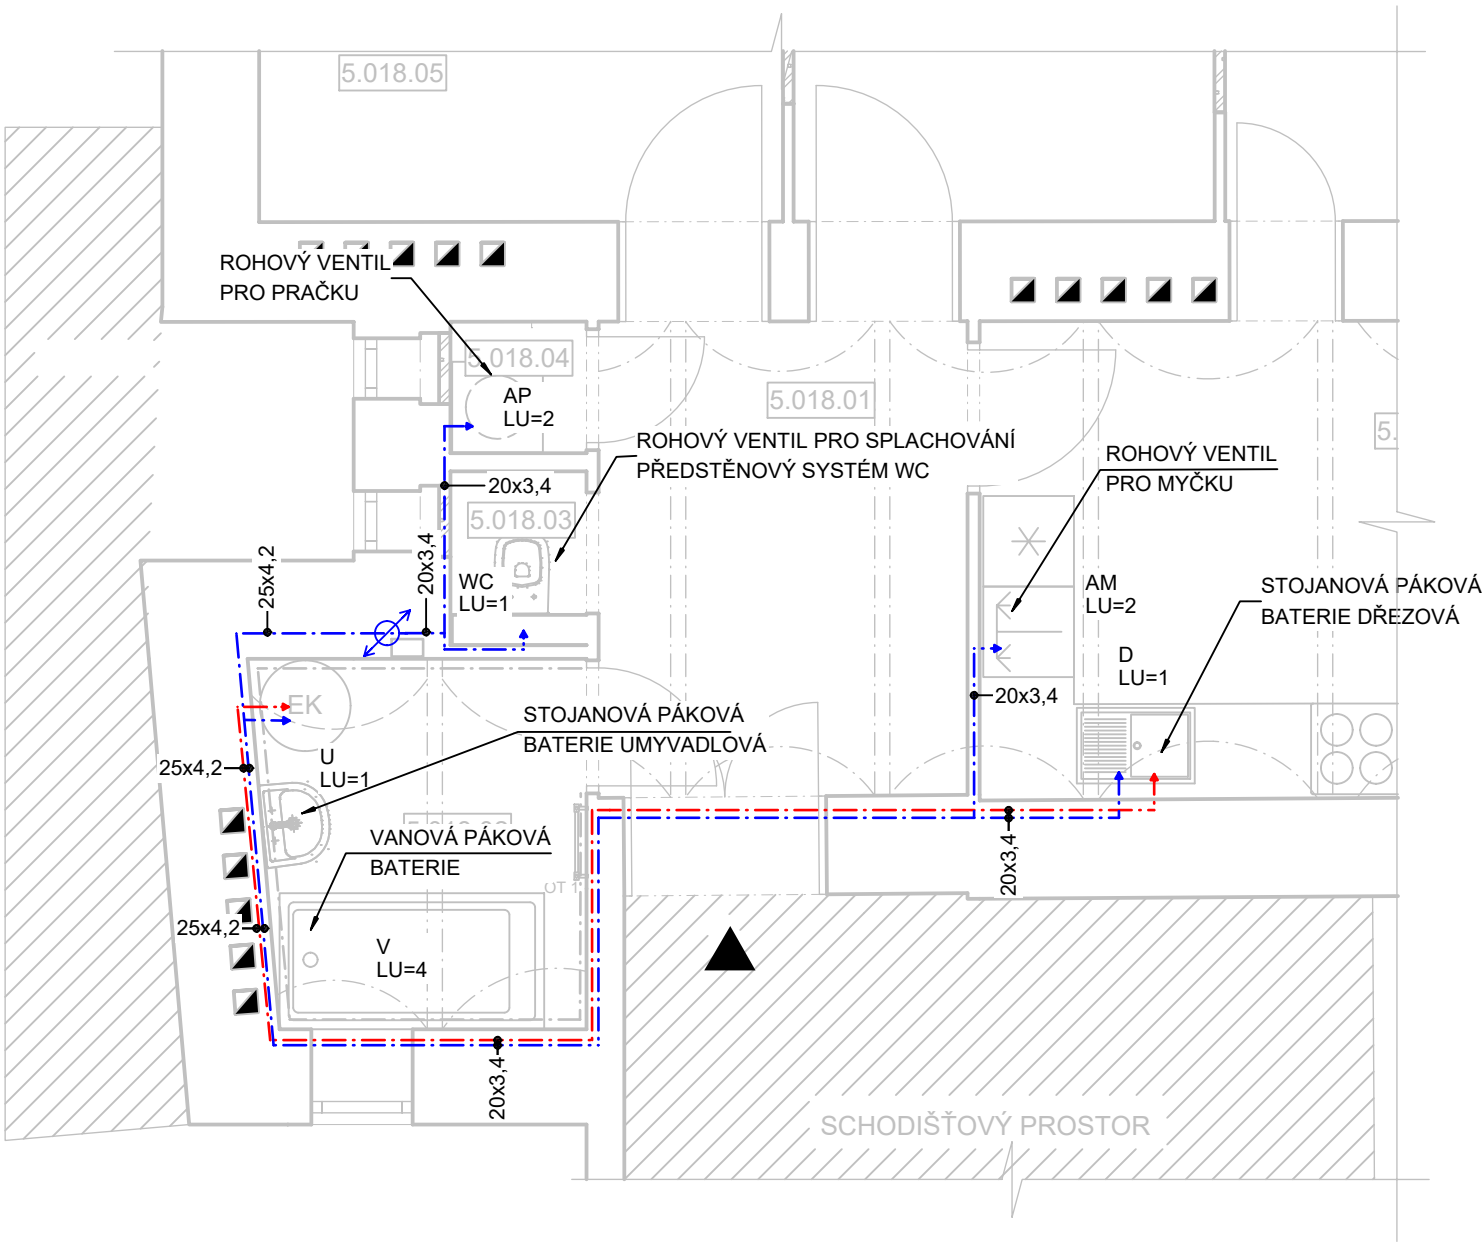 5.018.05
ROHOVÝ VENTIL
PRO PRAČKU
5.018.04
AP
LU=2
5.018.01
5.
ROHOVÝ VENTIL PRO SPLACHOVÁNÍ
PŘEDSTĚNOVÝ SYSTÉM WC
ROHOVÝ VENTIL
PRO MYČKU
20x3,4
5.018.03
25x4,2
20x3,4
WC
LU=1
AM
LU=2
STOJANOVÁ PÁKOVÁ
BATERIE DŘEZOVÁ
D
LU=1
20x3,4
EK
STOJANOVÁ PÁKOVÁ
BATERIE UMYVADLOVÁ
U
LU=1
25x4,2
VANOVÁ PÁKOVÁ
BATERIE
20x3,4
OT 1
25x4,2
V
LU=4
20x3,4
SCHODIŠŤOVÝ PROSTOR